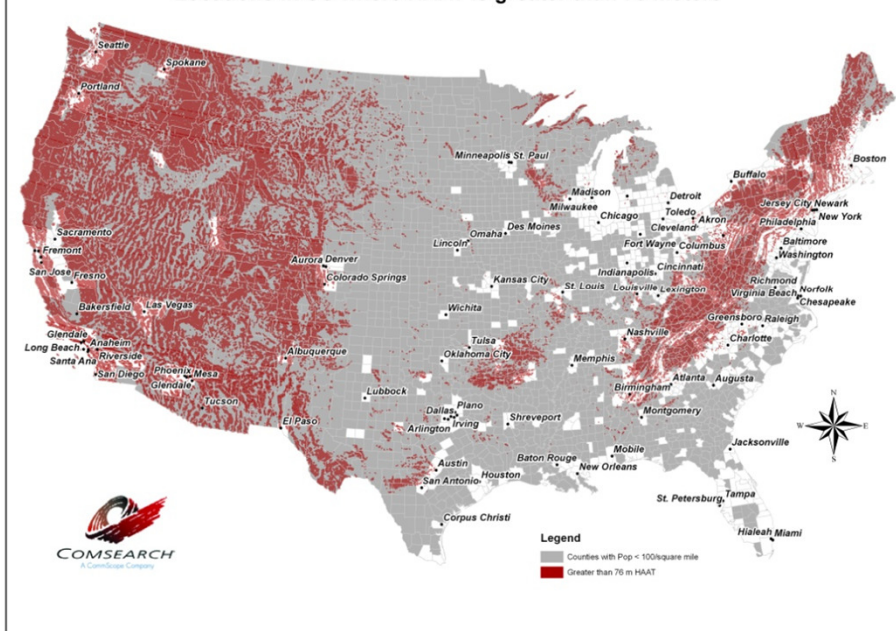 Seattle
Spokane
Portland
Minneapolis St. Paul
Boston
Buffalo
Madison
Milwaukee
Detroit
Toledo
Chicago
Cleveland
Akron
Jersey City Newark
New York
Philadelphia
Sacramento
Omaha
Des Moines
Lincoln
Fort Wayne
Columbus
Baltimore
Washington
Fremont
San Jose
Fresno
Aurora Denver
Colorado Springs
Indianapolis
Cincinnati
Kansas City
St. Louis
Louisville
Lexington
Richmond
Norfolk
Virginia Beach
Chesapeake
Bakersfield
Las Vegas
Wichita
Greensboro
Raleigh
Glendale
Anaheim
Long Beach
Riverside
Santa Ana
San Diego
Albuquerque
Tulsa
Oklahoma City
Nashville
Charlotte
Memphis
Phoenix
Mesa
Glendale
Birmingham
Atlanta
Augusta
Tucson
Lubbock
Dallas
Plano
Irving
Arlington
El Paso
Shreveport
Montgomery
Austin
Baton Rouge
Mobile
Jacksonville
San Antonio
Houston
New Orleans
St. Petersburg
Tampa
Corpus Christi
Hialeah
Miami
N
W
E
S
COMSEARCH
A CommScope Company
Legend
Counties with Pop < 100/square mile
Greater than 76 m HAAT